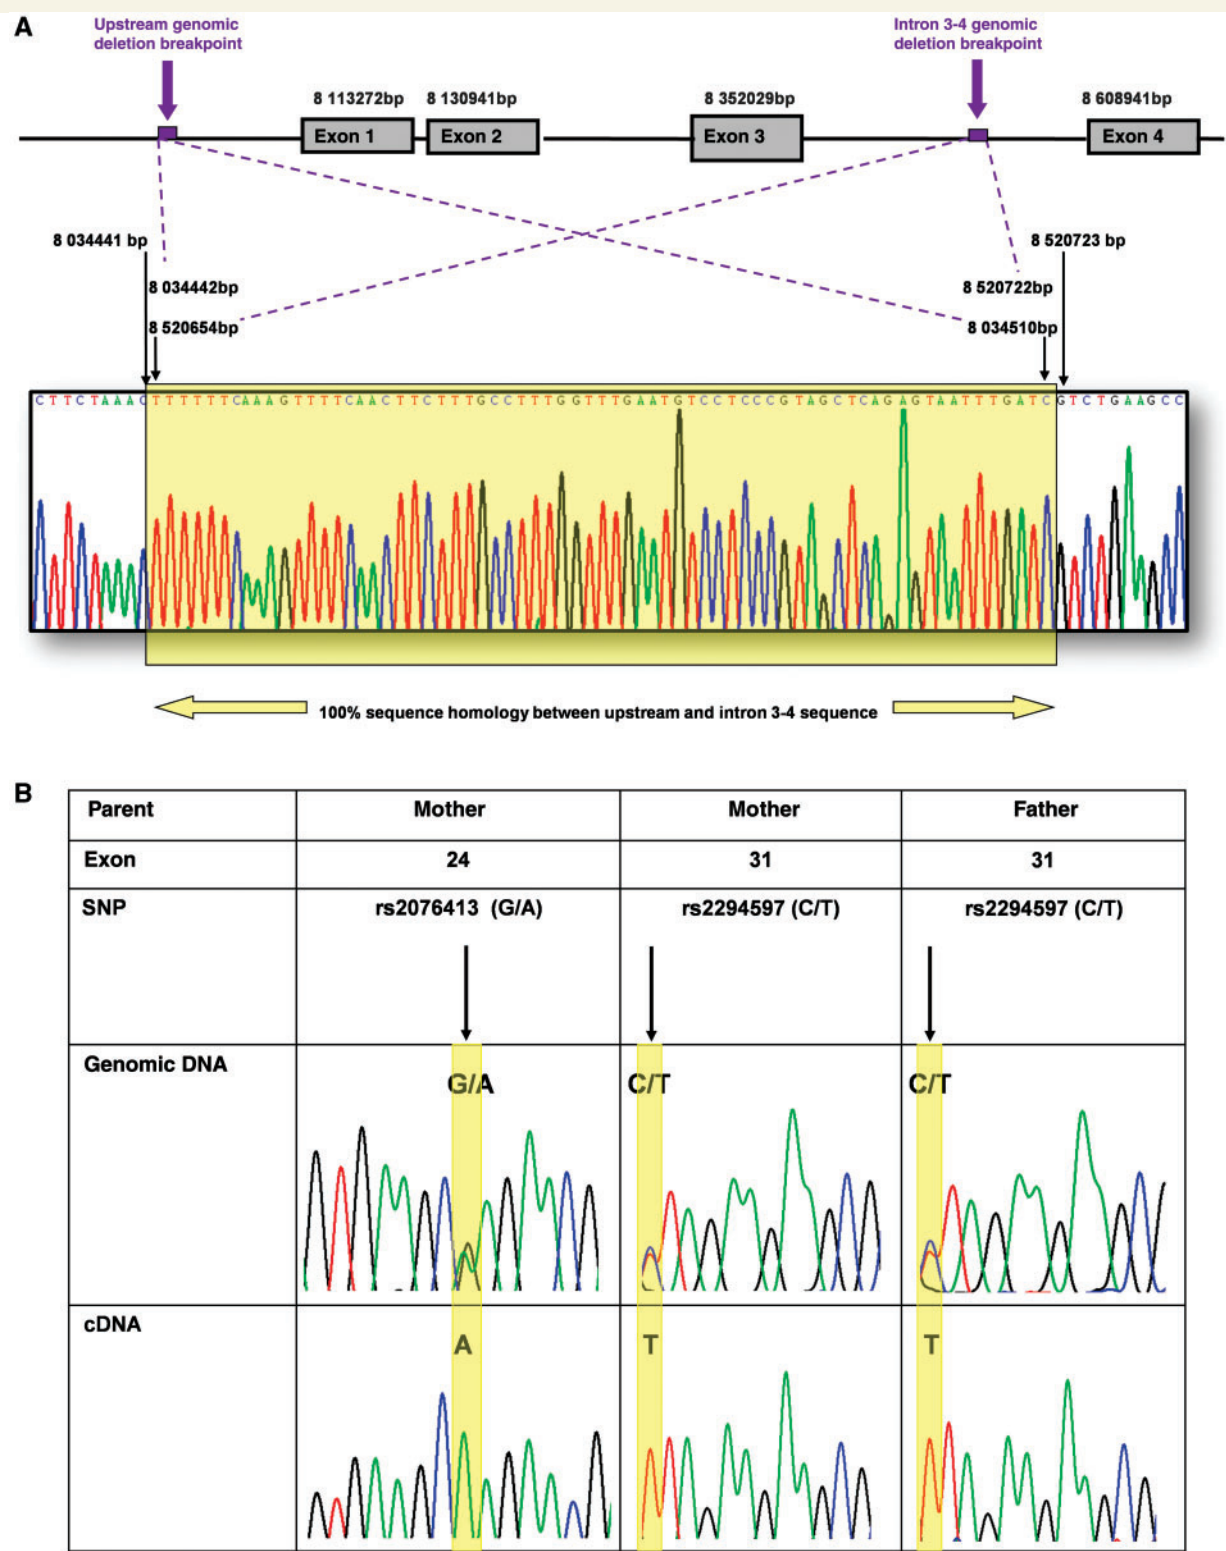 A
Upstream genomic
deletion breakpoint
Intron 3-4 genomic
deletion breakpoint
8 113272bp
8 130941bp
8 352029bp
8 608941bp
Exon 1
Exon 2
Exon 3
Exon 4
8 034441 bp
8 520723 bp
8 034442bp
8 520722bp
8 520654bp
8 034510bp
CTTCTAAACTTTTTTCAAAGTTTTCAACTTCTTTGCCTTTGGTTTGAATGTCCTCCCGTAGCTCAGAGTAATTTGATCGTCTGAAGCC
100% sequence homology between upstream and intron 3-4 sequence
B
Parent
Mother
Mother
Father
Exon
24
31
31
SNP
rs2076413 (G/A)
rs2294597 (C/T)
rs2294597 (C/T)
Genomic DNA
G/A
C/T
C/T
cDNA
A
T
T